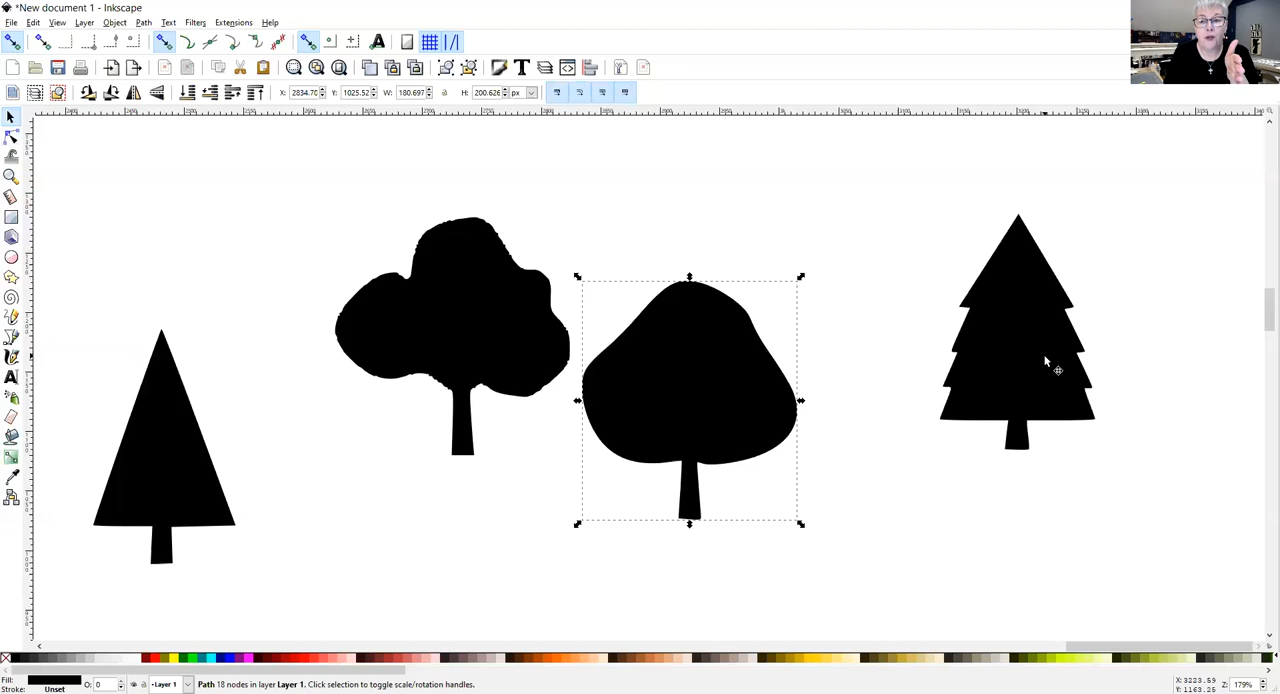 *New document 1 - Inkscape
File Edit View Layer Object Path Text Filters Extensions Help
X: 2834.70 Y: 1025.52 W: 180.697 H: 200.626 px
Fill: O: 0 Layer 1 Path 18 nodes in layer Layer 1. Click selection to toggle scale/rotation handles. X: 3223.59 Z: 179%
Stroke: Unset Y: 1163.25